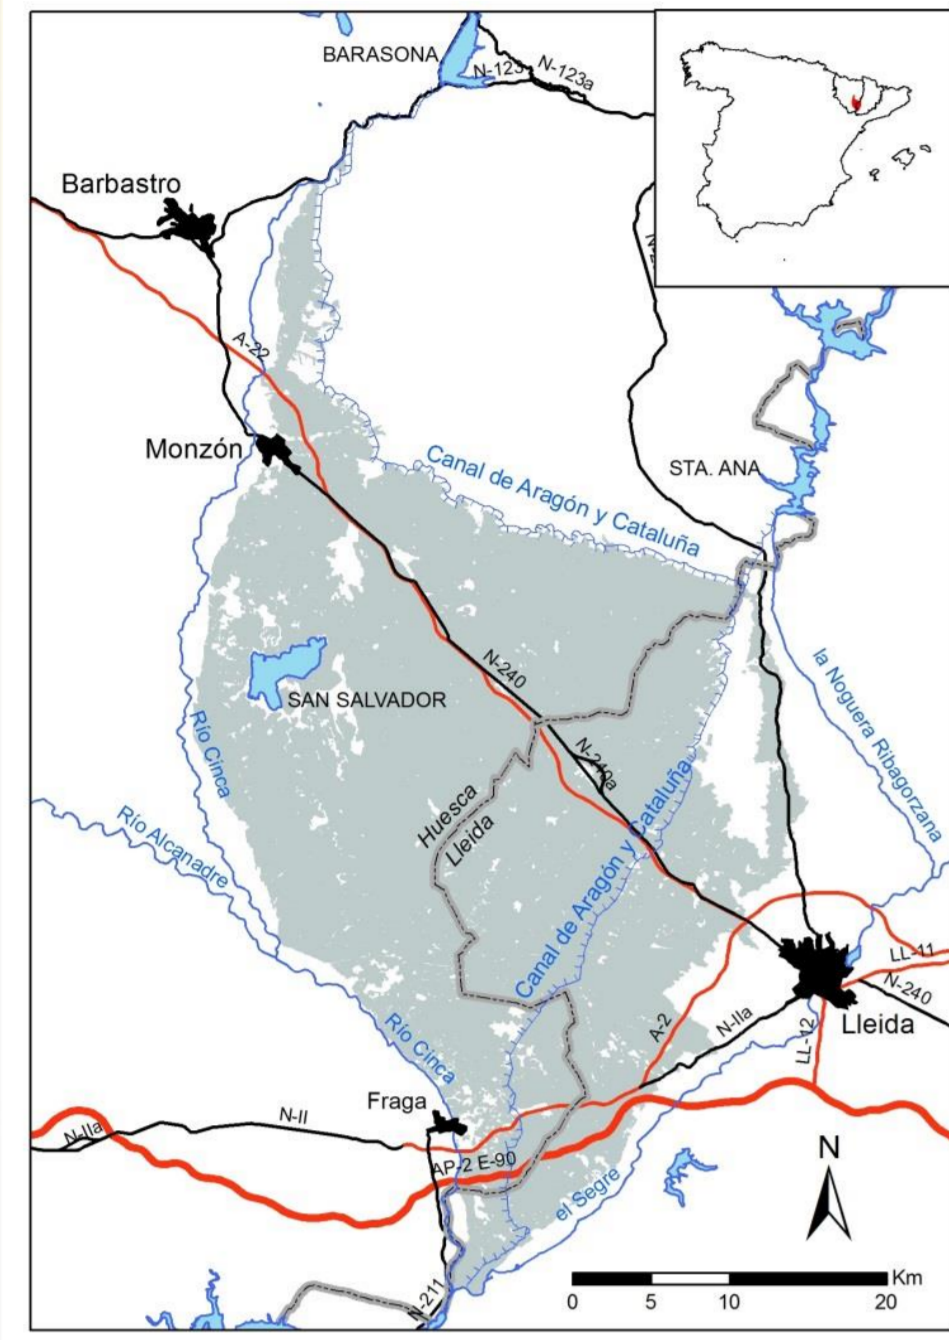 BARASONA
N-123
N-123a
Barbastro
A-22
Monzón
Canal de Aragón y Cataluña
STA. ANA
N-240
SAN SALVADOR
la Noguera Ribagorzana
Río Cinca
N-240a
Huesca
Lleida
Río Alcanadre
Canal de Aragón y Cataluña
LL-11
N-240
A-2
N-IIa
Lleida
LL-12
Río Cinca
Fraga
N-II
N-IIa
AP-2 E-90
N
el Segre
N-211
Km
0 5 10 20